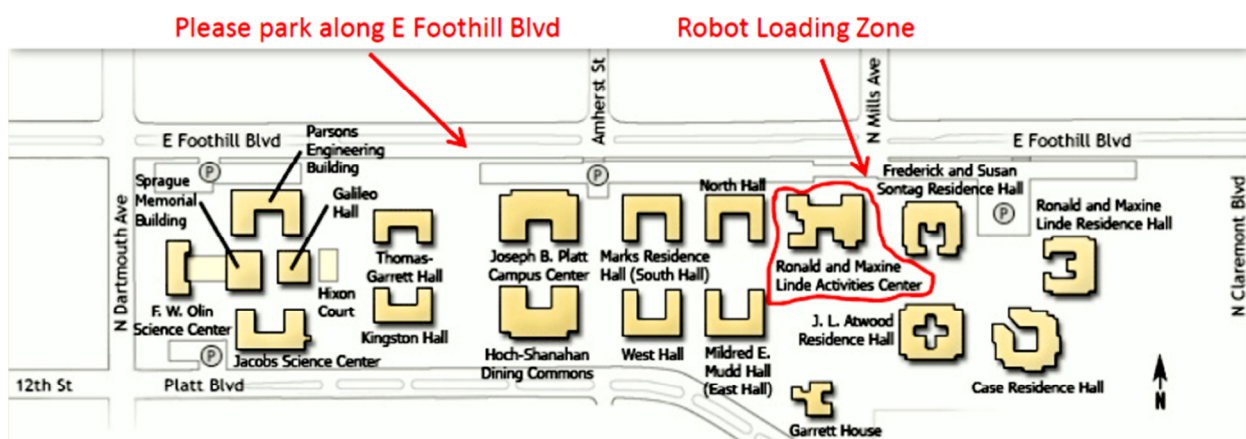 Please park along E Foothill Blvd
Robot Loading Zone
Amherst St
N Mills Ave
E Foothill Blvd
E Foothill Blvd
Parsons
Engineering
Building
P
P
Sprague
Memorial
Building
Galileo
Hall
North Hall
Frederick and Susan
Sontag Residence Hall
P
Ronald and Maxine
Linde Residence Hall
N Dartmouth Ave
N Claremont Blvd
Thomas-
Garrett Hall
Joseph B. Platt
Campus Center
Marks Residence
Hall (South Hall)
Ronald and Maxine
Linde Activities Center
Hixon
Court
F. W. Olin
Science Center
Kingston Hall
J. L. Atwood
Residence Hall
P
Jacobs Science Center
Hoch-Shanahan
Dining Commons
West Hall
Mildred E.
Mudd Hall
(East Hall)
Case Residence Hall
12th St
Platt Blvd
N
Garrett House